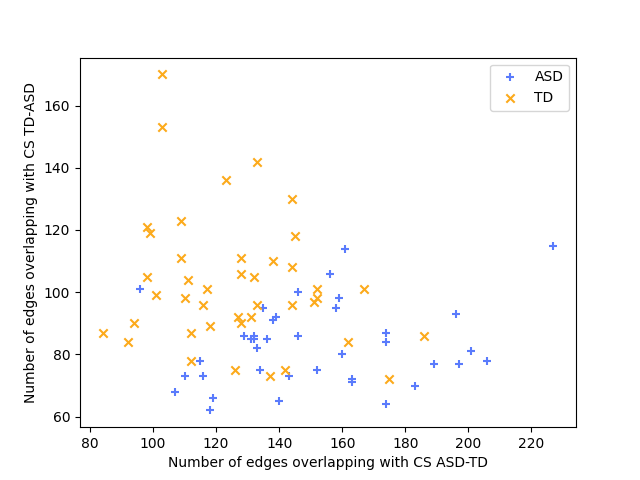 ASD
TD
160
140
120
100
80
60
Number of edges overlapping with CS TD-ASD
80 100 120 140 160 180 200 220
Number of edges overlapping with CS ASD-TD